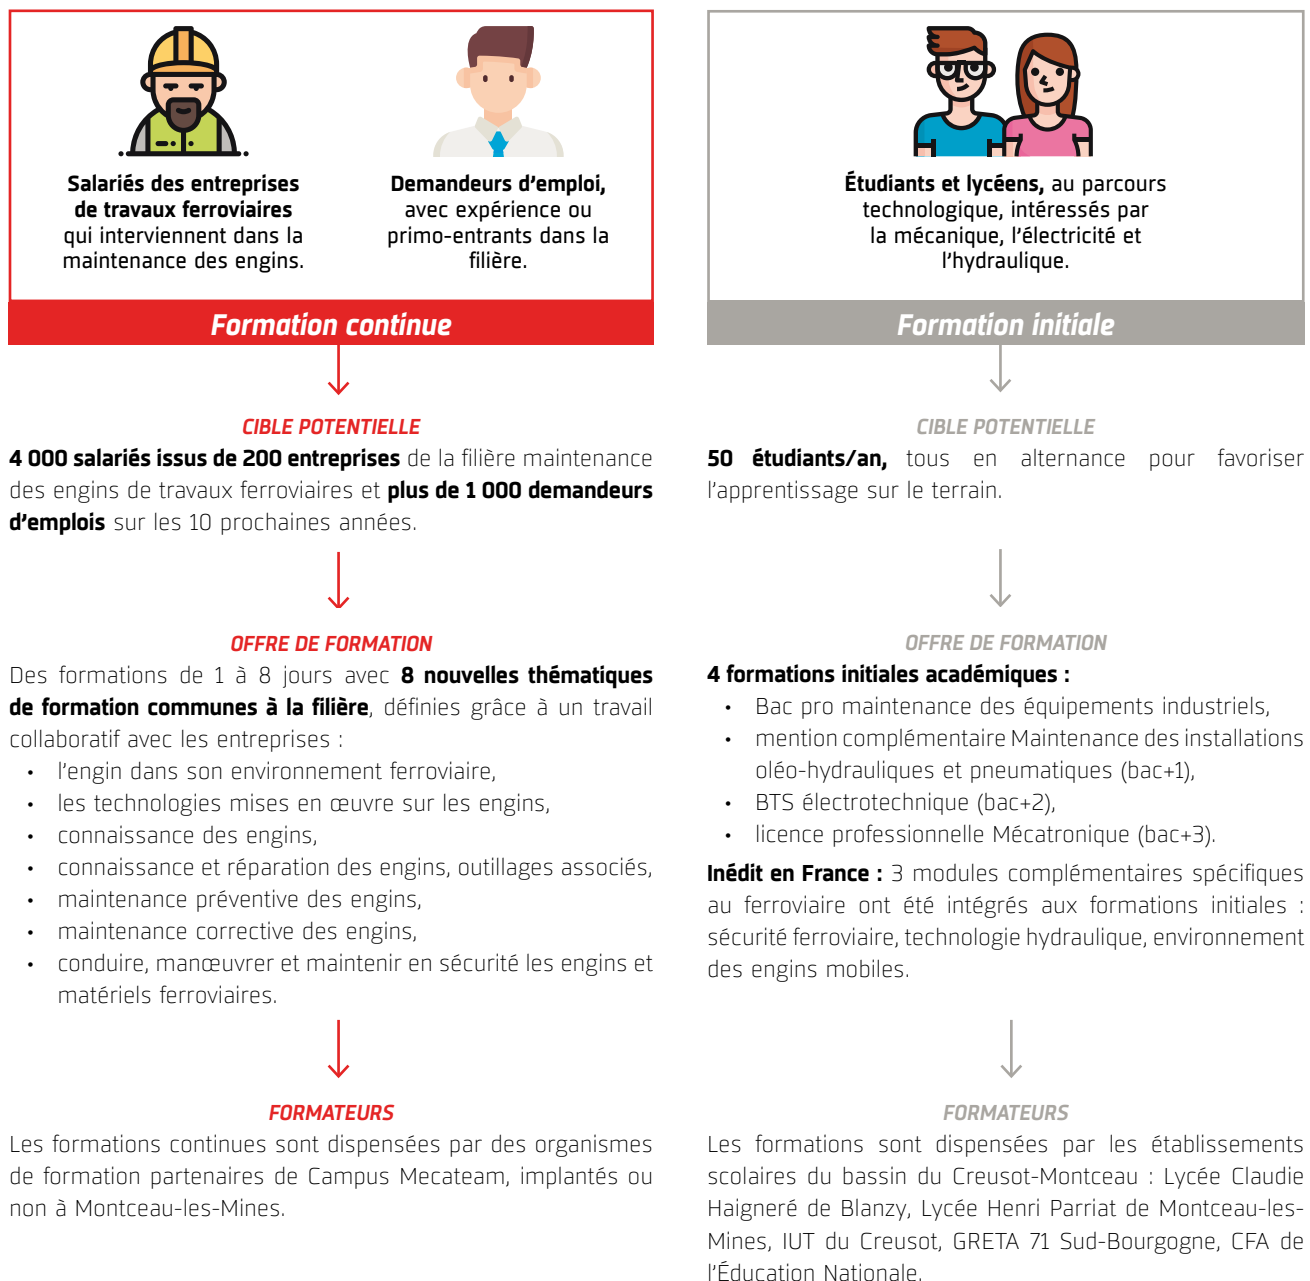 Salariés des entreprises
de travaux ferroviaires
qui interviennent dans la
maintenance des engins.
Demandeurs d'emploi,
avec expérience ou
primo-entrants dans la
filière.
Formation continue
CIBLE POTENTIELLE
4 000 salariés issus de 200 entreprises de la filière maintenance
des engins de travaux ferroviaires et plus de 1 000 demandeurs
d'emplois sur les 10 prochaines années.
OFFRE DE FORMATION
Des formations de 1 à 8 jours avec 8 nouvelles thématiques
de formation communes à la filière, définies grâce à un travail
collaboratif avec les entreprises :
• l'engin dans son environnement ferroviaire,
• les technologies mises en œuvre sur les engins,
• connaissance des engins,
• connaissance et réparation des engins, outillages associés,
• maintenance préventive des engins,
• maintenance corrective des engins,
• conduire, manœuvrer et maintenir en sécurité les engins et
matériels ferroviaires.
FORMATEURS
Les formations continues sont dispensées par des organismes
de formation partenaires de Campus Mecateam, implantés ou
non à Montceau-les-Mines.
Étudiants et lycéens, au parcours
technologique, intéressés par
la mécanique, l'électricité et
l'hydraulique.
Formation initiale
CIBLE POTENTIELLE
50 étudiants/an, tous en alternance pour favoriser
l'apprentissage sur le terrain.
OFFRE DE FORMATION
4 formations initiales académiques :
• Bac pro maintenance des équipements industriels,
• mention complémentaire Maintenance des installations
oléo-hydrauliques et pneumatiques (bac+1),
• BTS électrotechnique (bac+2),
• licence professionnelle Mécatronique (bac+3).
Inédit en France : 3 modules complémentaires spécifiques
au ferroviaire ont été intégrés aux formations initiales :
sécurité ferroviaire, technologie hydraulique, environnement
des engins mobiles.
FORMATEURS
Les formations sont dispensées par les établissements
scolaires du bassin du Creusot-Montceau : Lycée Claudie
Haigneré de Blanzy, Lycée Henri Parriat de Montceau-les-
Mines, IUT du Creusot, GRETA 71 Sud-Bourgogne, CFA de
l'Éducation Nationale.